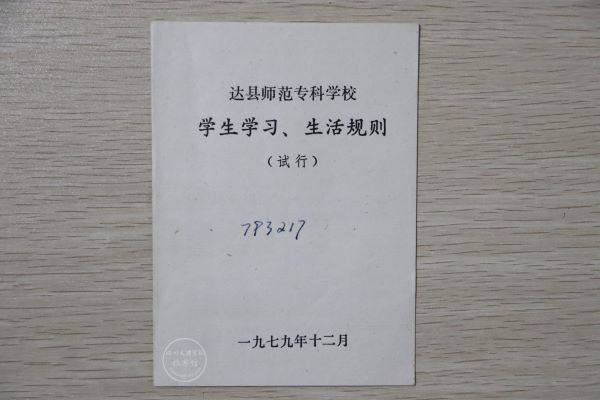 达县师范专科学校
学生学习、生活规则
（试行）
793217
一九七九年十二月